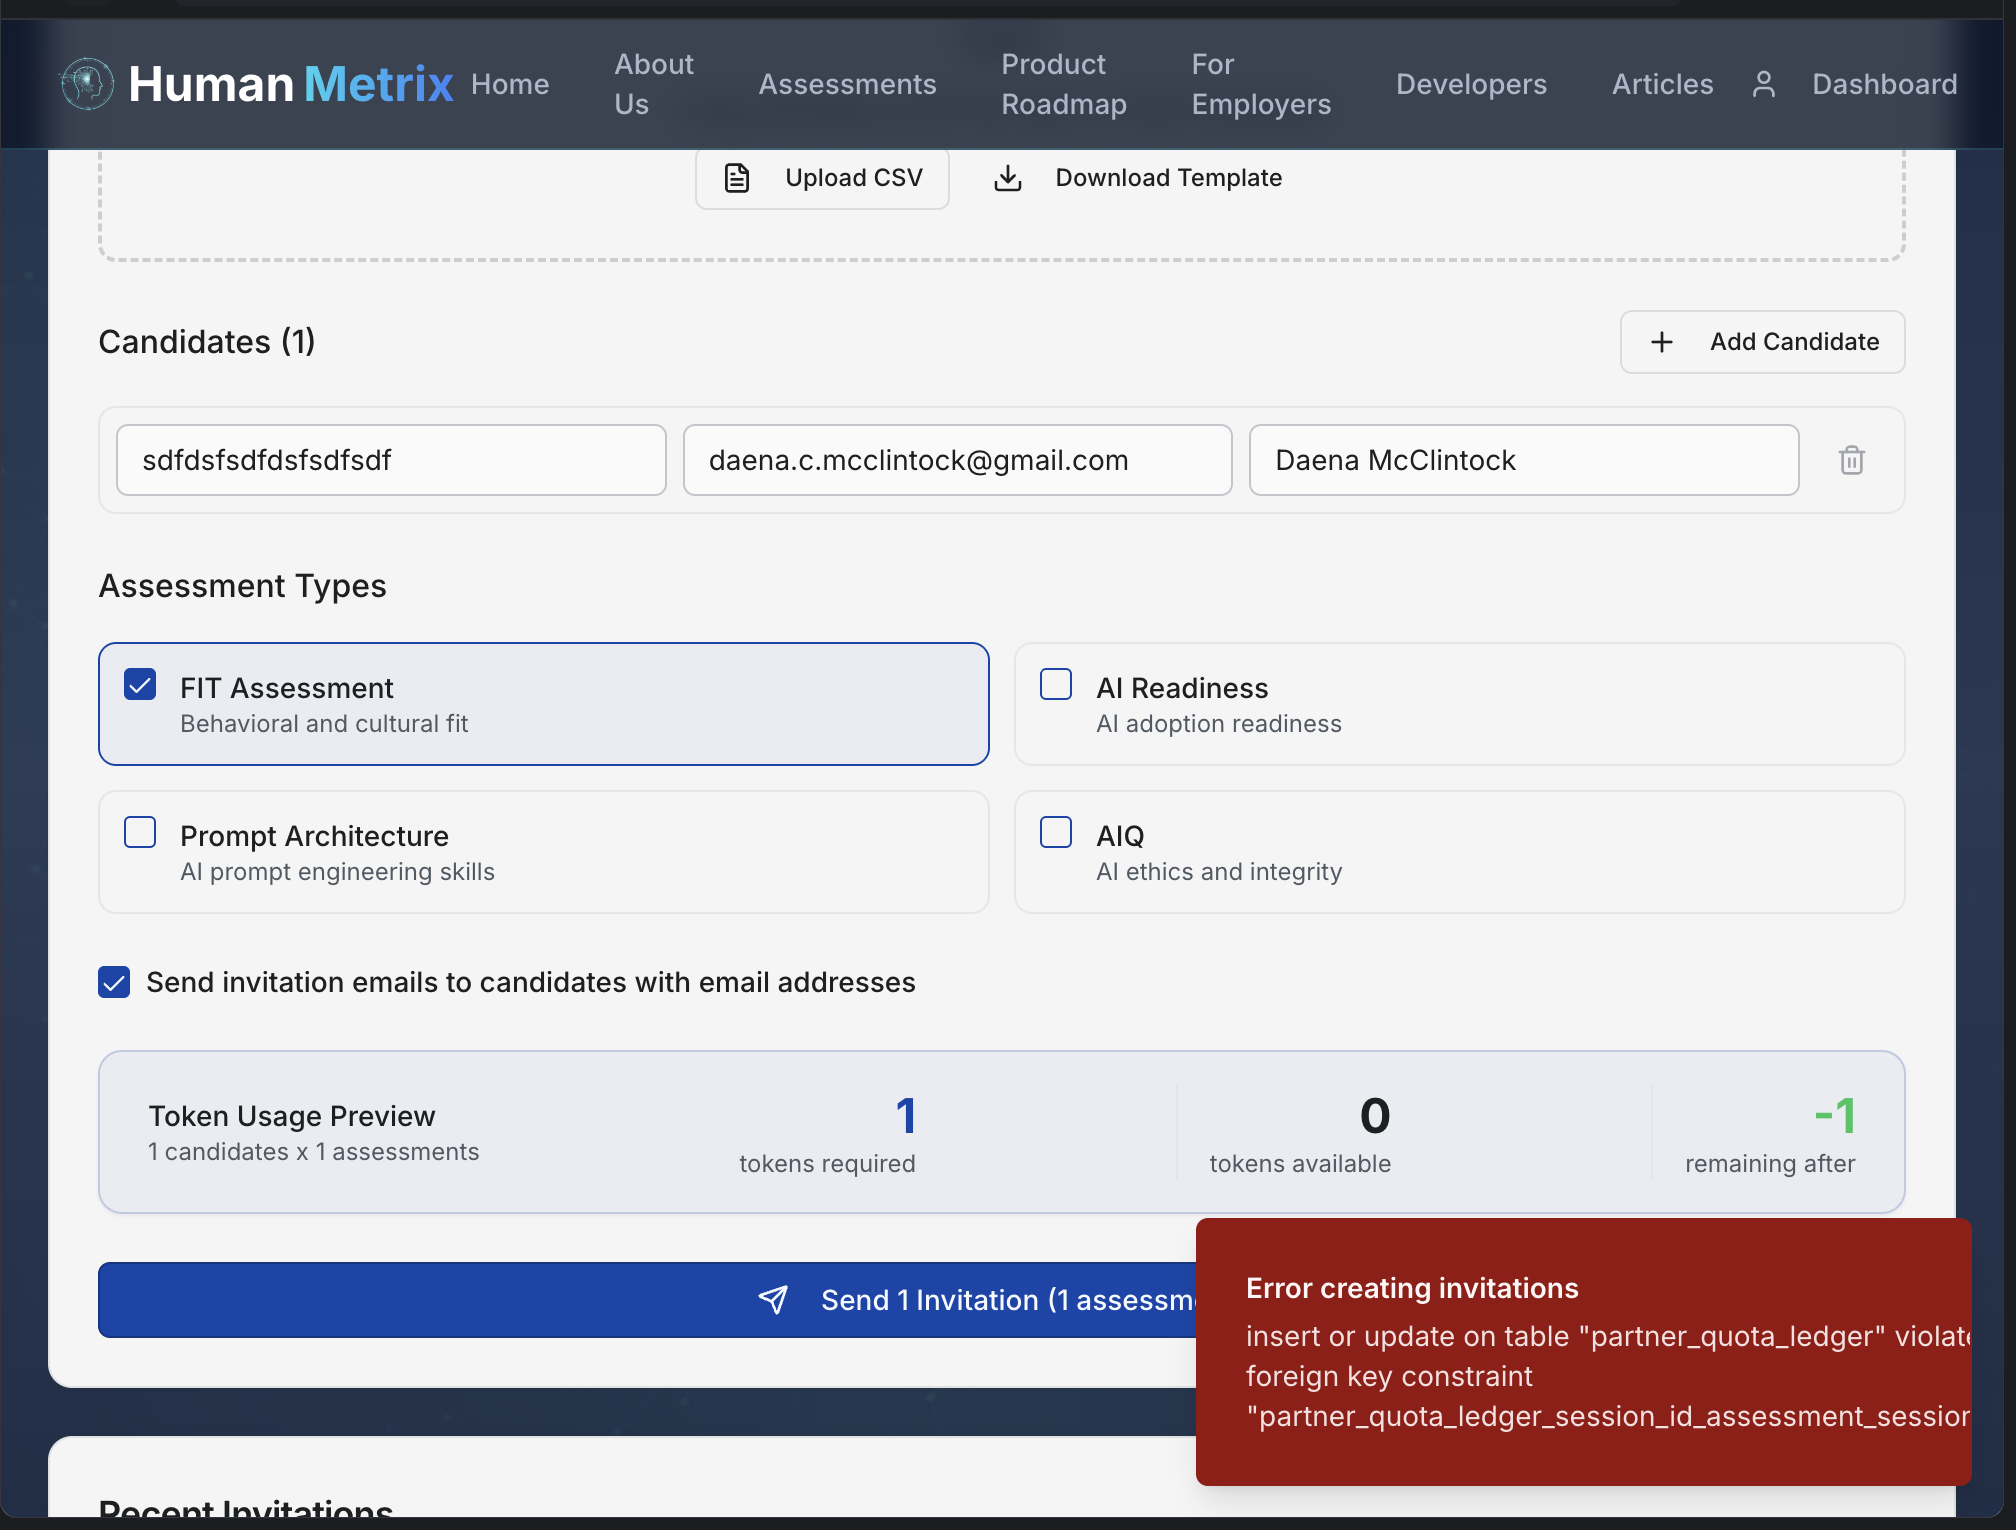 Human Metrix
Home
About Us
Assessments
Product Roadmap
For Employers
Developers
Articles
Dashboard
Upload CSV
Download Template
Candidates (1)
Add Candidate
sdfdsfsdfdsfsdfsdf
daena.c.mcclintock@gmail.com
Daena McClintock
Assessment Types
FIT Assessment
Behavioral and cultural fit
AI Readiness
AI adoption readiness
Prompt Architecture
AI prompt engineering skills
AIQ
AI ethics and integrity
Send invitation emails to candidates with email addresses
Token Usage Preview
1 candidates x 1 assessments
1
tokens required
0
tokens available
-1
remaining after
Send 1 Invitation (1 assessm
Error creating invitations
insert or update on table "partner_quota_ledger" violate
foreign key constraint
"partner_quota_ledger_session_id_assessment_session
Recent Invitations